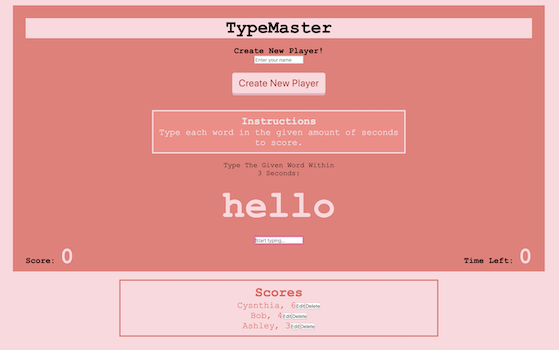 TypeMaster
Create New Player!
Enter your name
Create New Player
Instructions
Type each word in the given amount of seconds
to score.
Type The Given Word Within
3 Seconds:
hello
Start typing...
Score: 0
Time Left: 0
Scores
Cysnthia, 6 Edit Delete
Bob, 4 Edit Delete
Ashley, 3 Edit Delete